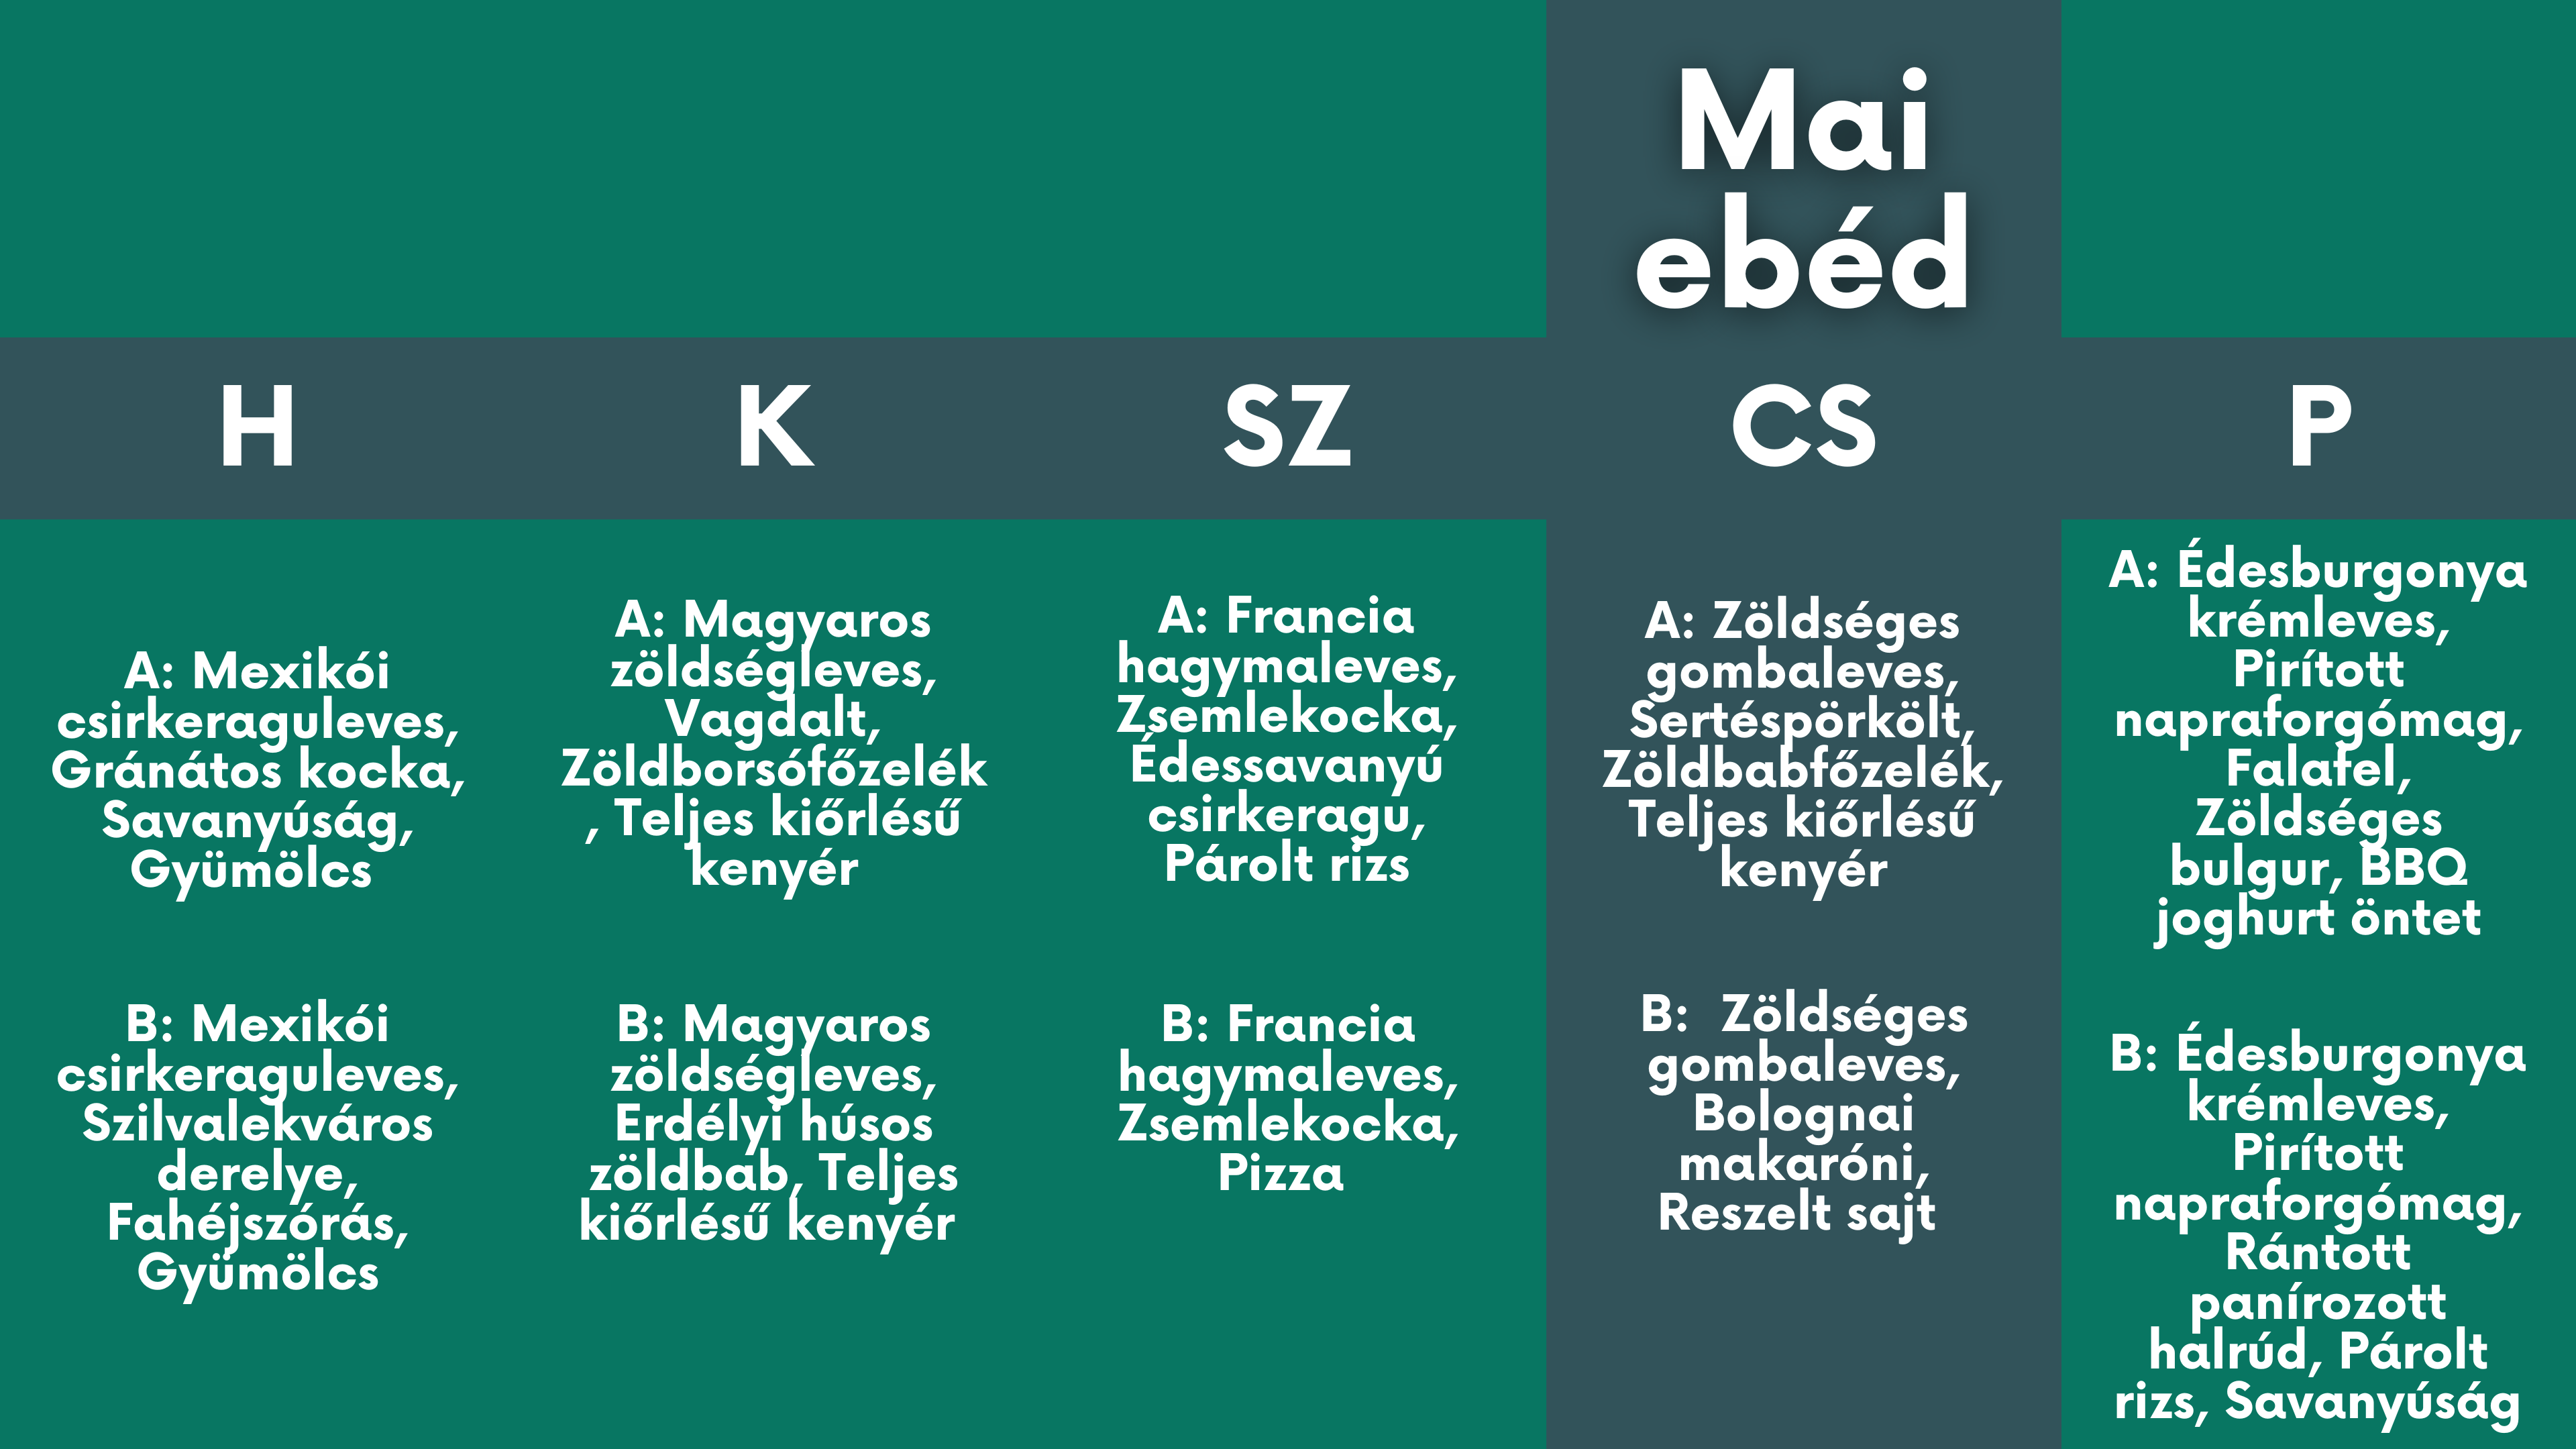 Mai
ebéd
H
K
SZ
CS
P
A: Mexikói
csirkeraguleves,
Gránátos kocka,
Savanyúság,
Gyümölcs
B: Mexikói
csirkeraguleves,
Szilvalekváros
derelye,
Fahéjszórás,
Gyümölcs
A: Magyaros
zöldségleves,
Vagdalt,
Zöldborsófőzelék
, Teljes kiőrlésű
kenyér
B: Magyaros
zöldségleves,
Erdélyi húsos
zöldbab, Teljes
kiőrlésű kenyér
A: Francia
hagymaleves,
Zsemlekocka,
Édessavanyú
csirkeragu,
Párolt rizs
B: Francia
hagymaleves,
Zsemlekocka,
Pizza
A: Zöldséges
gombaleves,
Sertéspörkölt,
Zöldbabfőzelék,
Teljes kiőrlésű
kenyér
B:  Zöldséges
gombaleves,
Bolognai
makaróni,
Reszelt sajt
A: Édesburgonya
krémleves,
Pirított
napraforgómag,
Falafel,
Zöldséges
bulgur, BBQ
joghurt öntet
B: Édesburgonya
krémleves,
Pirított
napraforgómag,
Rántott
panírozott
halrúd, Párolt
rizs, Savanyúság